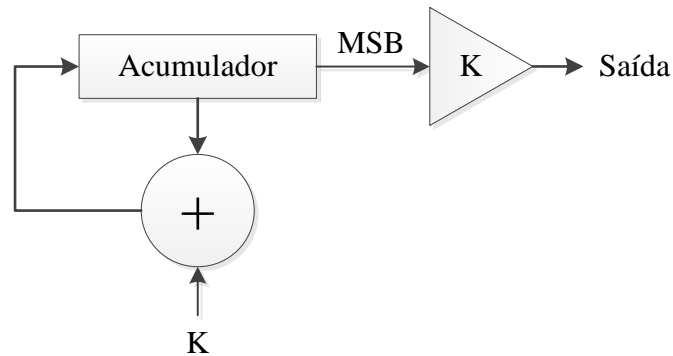 MSB
Acumulador
K
Saída
+
K